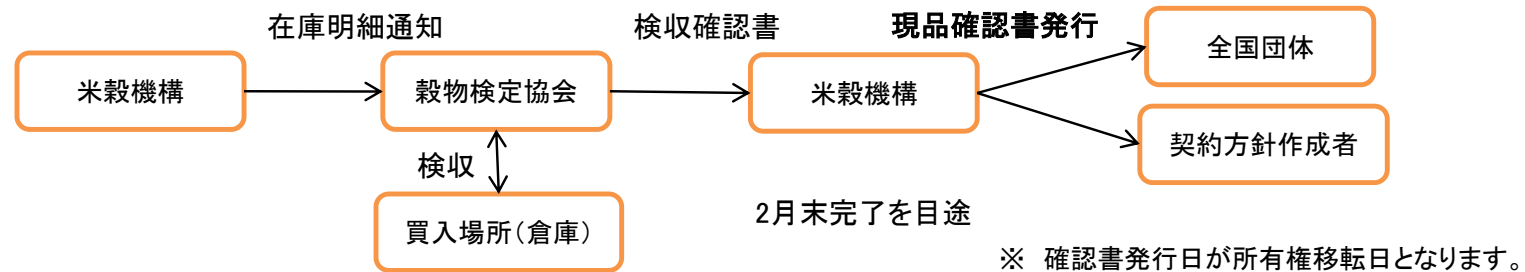 在庫明細通知
検収確認書
現品確認書発行
米穀機構
穀物検定協会
米穀機構
全国団体
契約方針作成者
検収
買入場所(倉庫)
2月末完了を目途
※ 確認書発行日が所有権移転日となります。